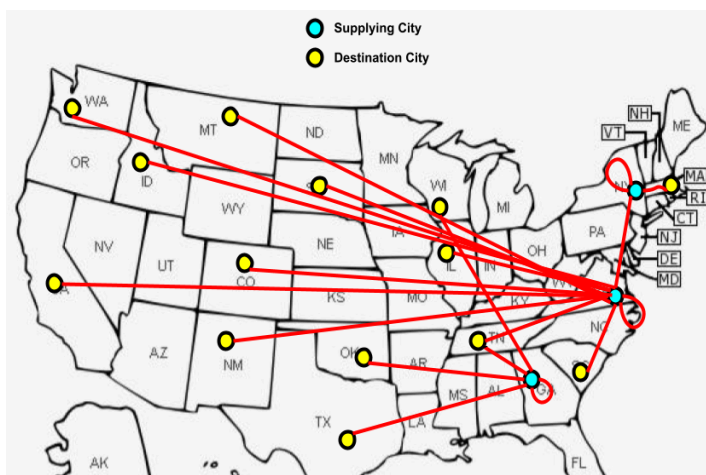 Supplying City
Destination City
NH
WA
ME
VT
MT
ND
MN
OR
ID
WI
MA
NY
RI
WY
MI
CT
PA
IA
NJ
NE
OH
NV
IL
IN
DE
UT
CO
MD
KS
MO
KY
NC
TN
OK
AZ
NM
AR
SC
MS
AL
GA
TX
LA
AK
FL